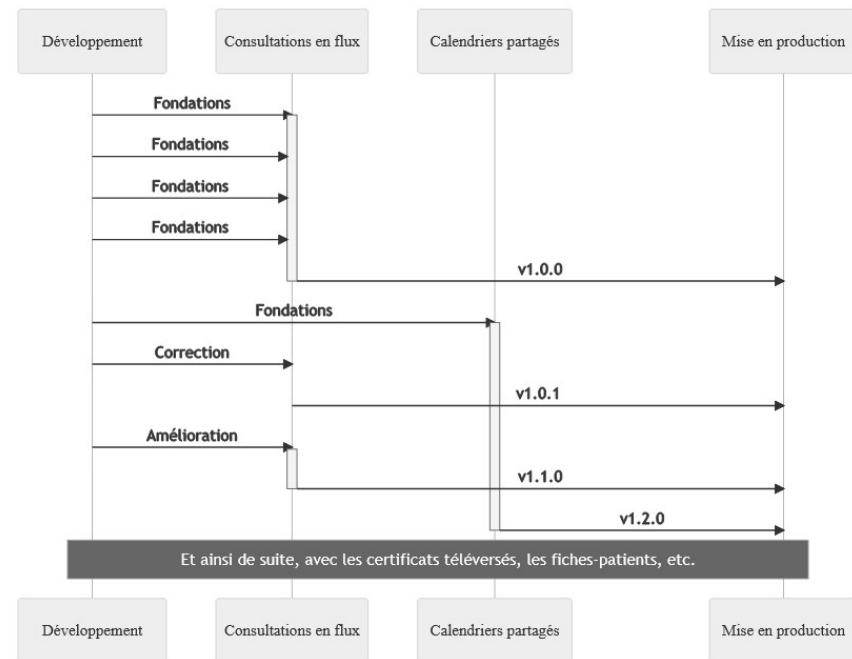 Développement
Consultations en flux
Calendriers partagés
Mise en production
Fondations
Fondations
Fondations
Fondations
v1.0.0
Fondations
Correction
v1.0.1
Amélioration
v1.1.0
v1.2.0
Et ainsi de suite, avec les certificats téléversés, les fiches-patients, etc.
Développement
Consultations en flux
Calendriers partagés
Mise en production